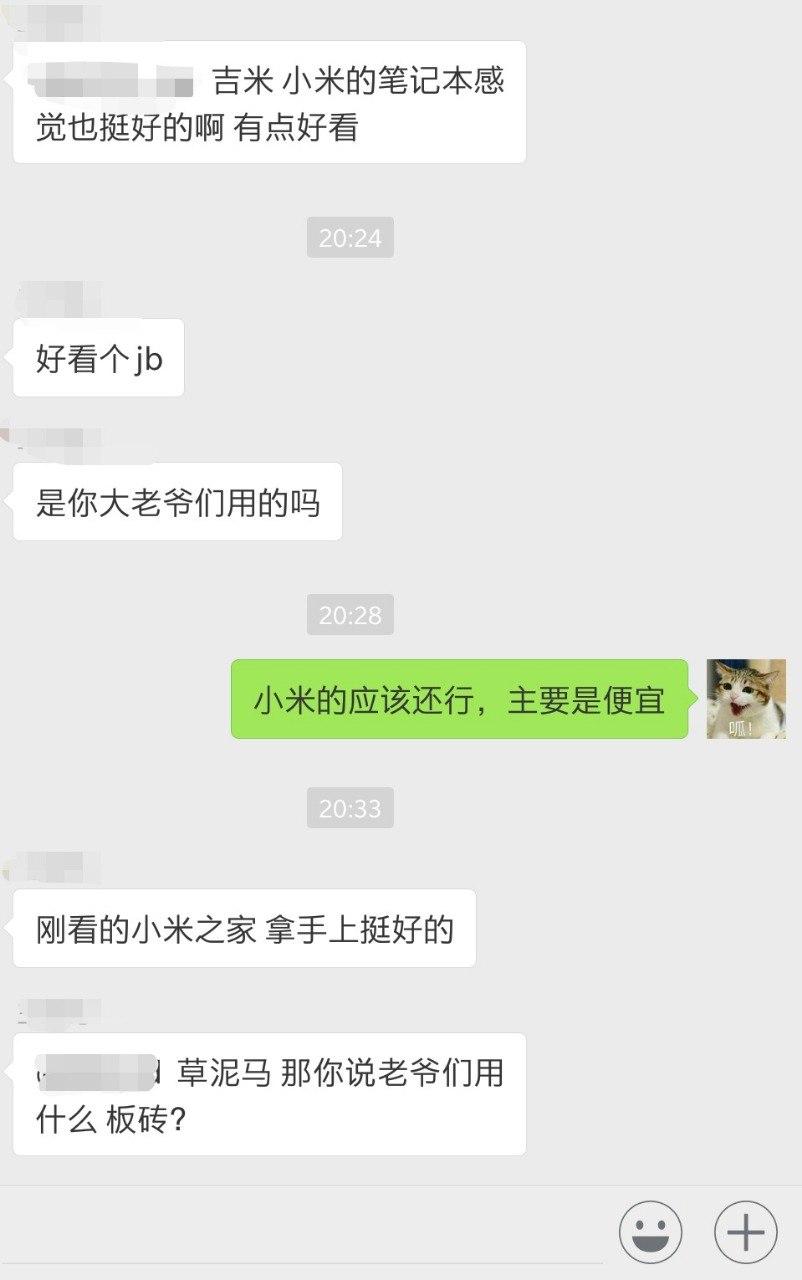 吉米 小米的笔记本感
觉也挺好的啊 有点好看
20:24
好看个jb
是你大老爷们用的吗
20:28
小米的应该还行，主要是便宜
呱！
20:33
刚看的小米之家 拿手上挺好的
草泥马 那你说老爷们用
什么 板砖？